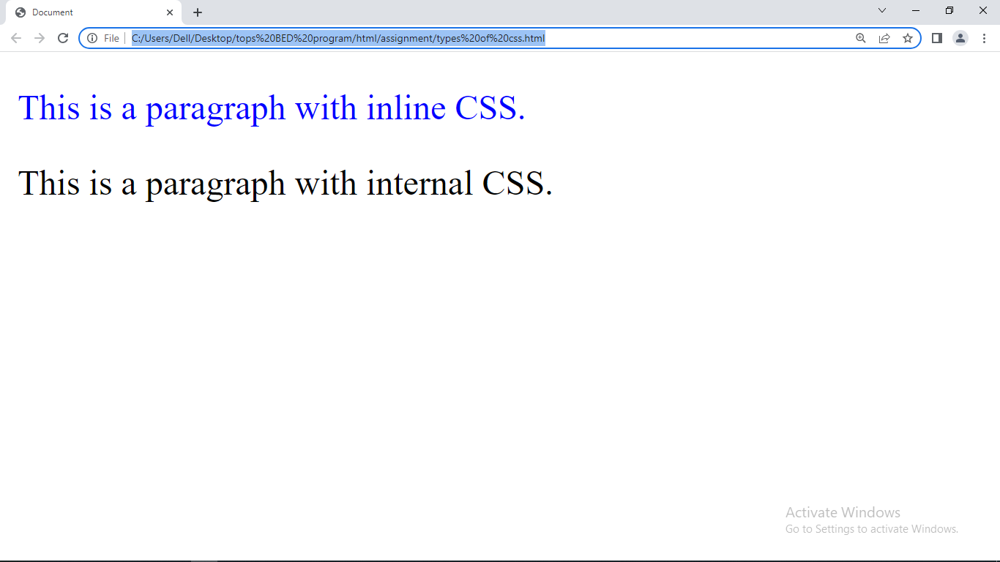 Document
File
C:/Users/Dell/Desktop/tops%20BED%20program/html/assignment/types%20of%20css.html
This is a paragraph with inline CSS.
This is a paragraph with internal CSS.
Activate Windows
Go to Settings to activate Windows.